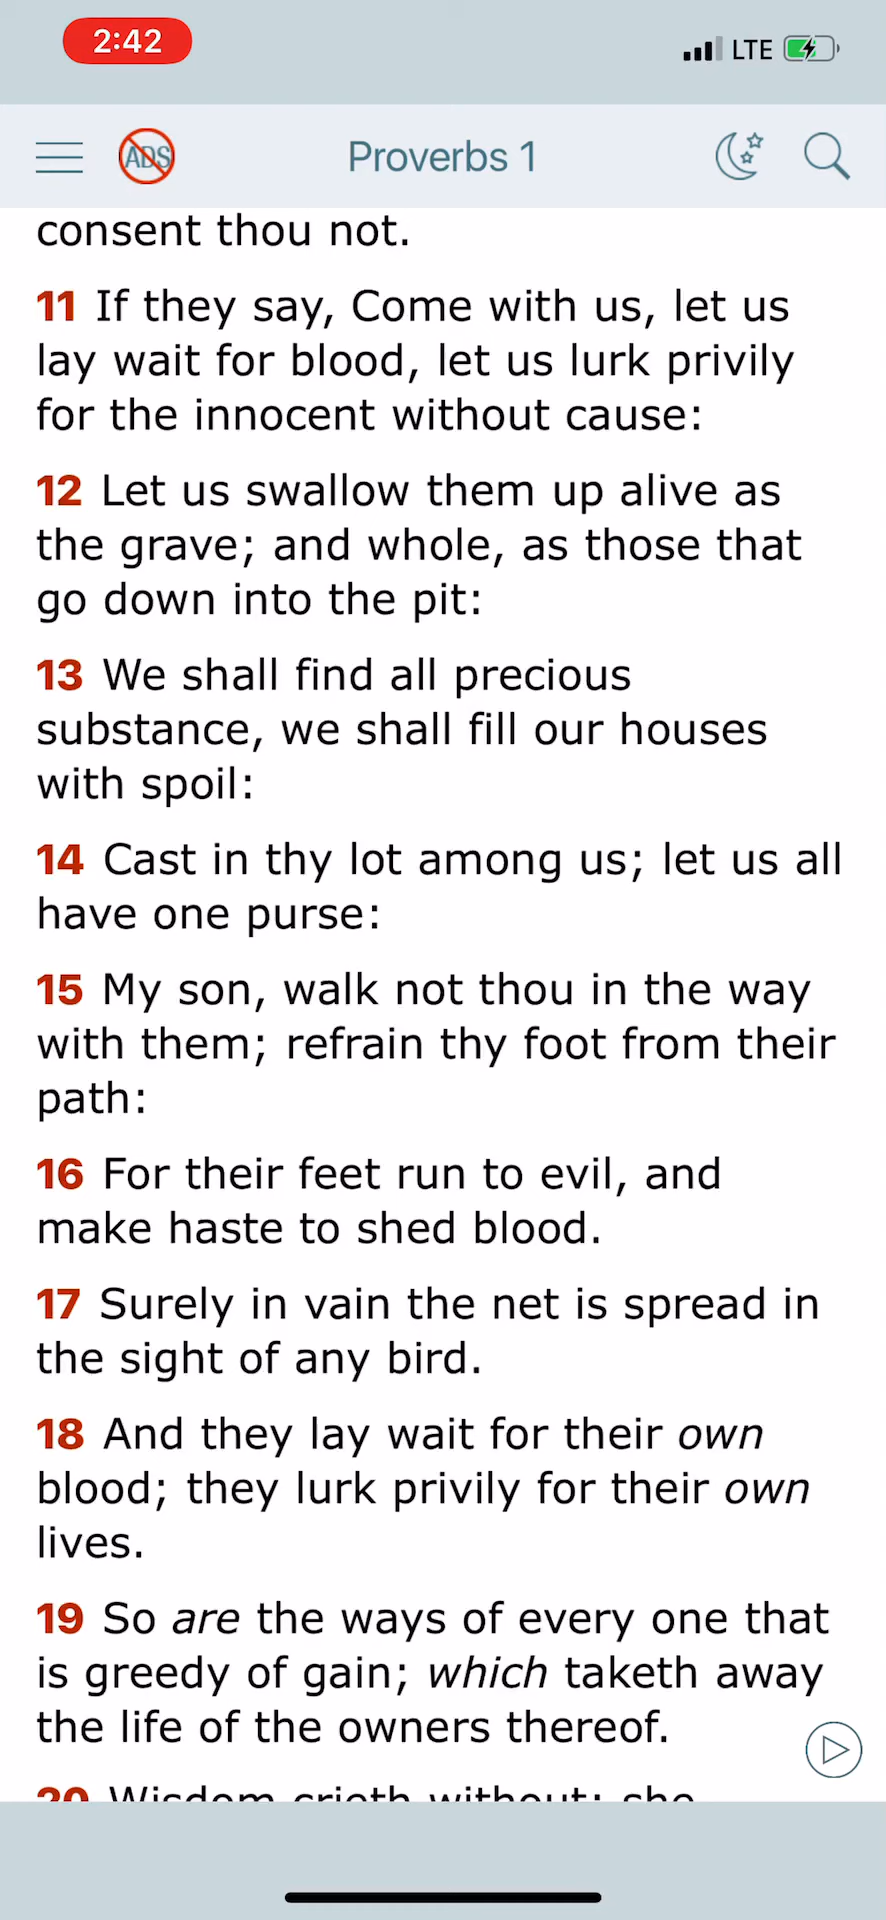 2:42
LTE
ADS
Proverbs 1
consent thou not.
11 If they say, Come with us, let us
lay wait for blood, let us lurk privily
for the innocent without cause:
12 Let us swallow them up alive as
the grave; and whole, as those that
go down into the pit:
13 We shall find all precious
substance, we shall fill our houses
with spoil:
14 Cast in thy lot among us; let us all
have one purse:
15 My son, walk not thou in the way
with them; refrain thy foot from their
path:
16 For their feet run to evil, and
make haste to shed blood.
17 Surely in vain the net is spread in
the sight of any bird.
18 And they lay wait for their own
blood; they lurk privily for their own
lives.
19 So are the ways of every one that
is greedy of gain; which taketh away
the life of the owners thereof.
20 Wisdom crieth without; she